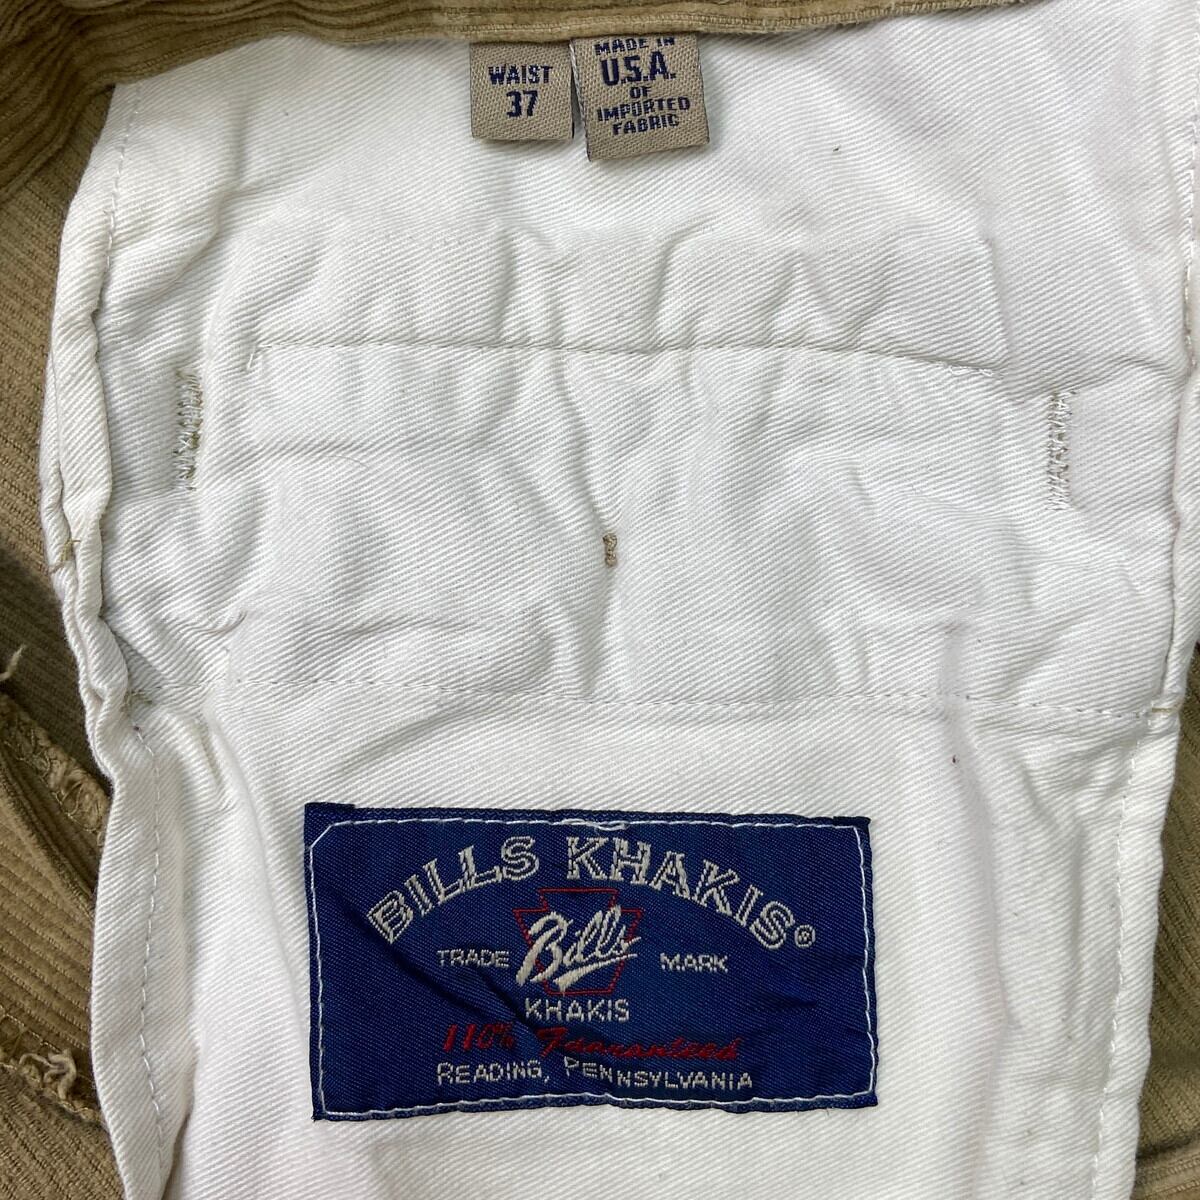 WAIST
37
MADE IN
U.S.A.
OF
IMPORTED
FABRIC
BILLS KHAKIS®
TRADE Bills MARK
KHAKIS
110% Guaranteed
READING, PENNSYLVANIA